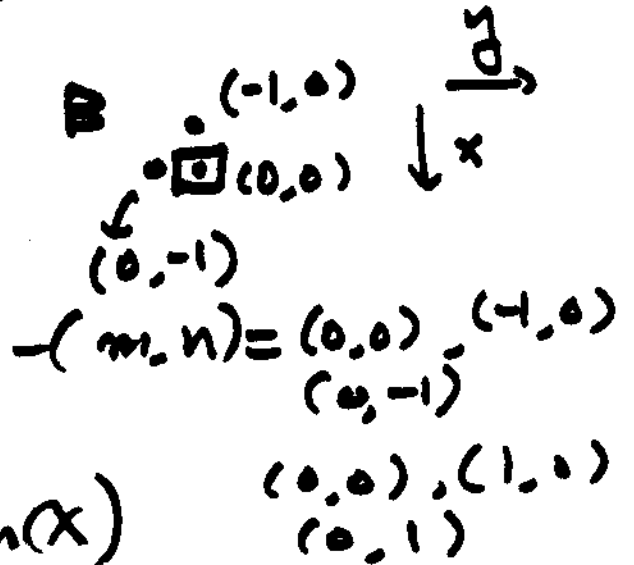 y
(-1,0)
x
(0,0)
(0,-1)
-(m,n)=(0,0),(-1,0)
(0,-1)
(0,0),(1,0)
n(x)
(0,1)